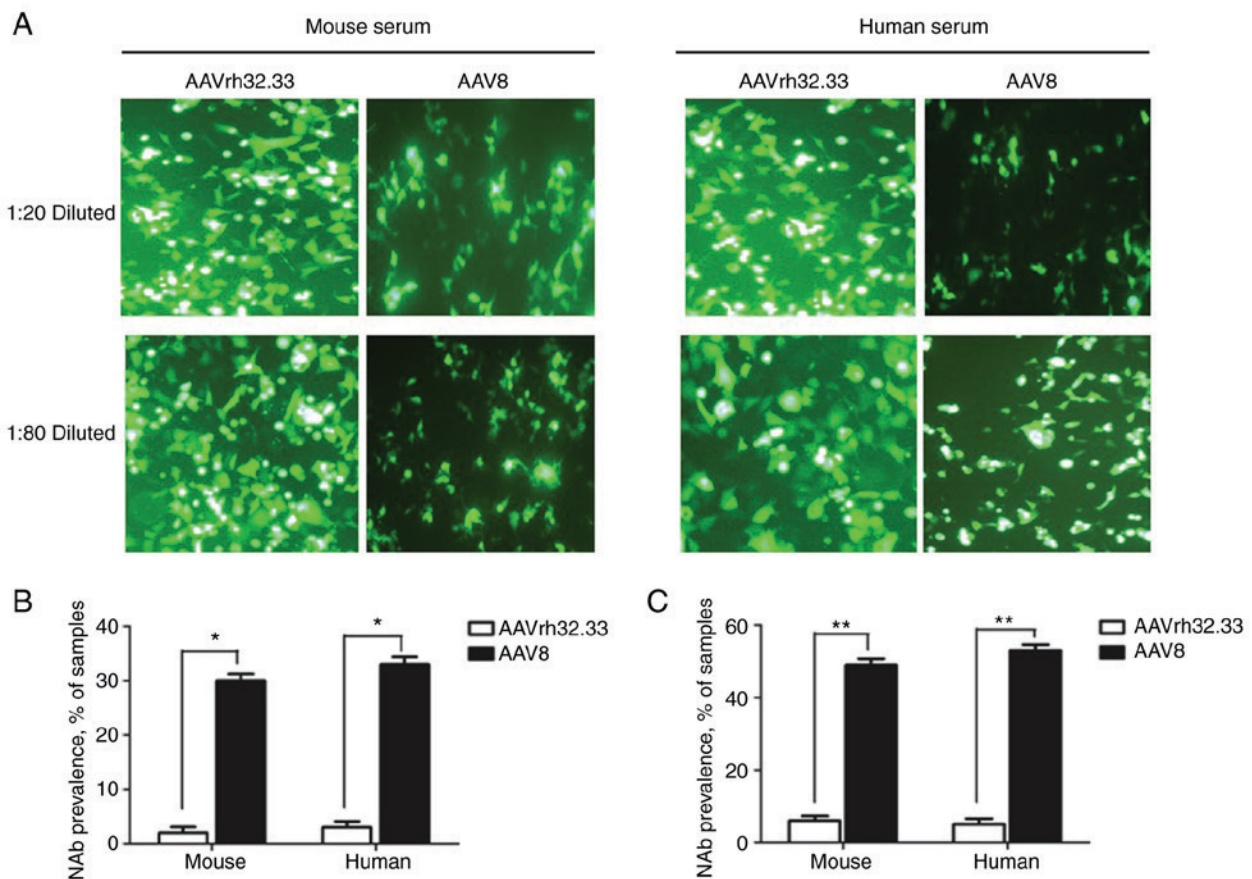 A
Mouse serum
Human serum
AAVrh32.33
AAV8
AAVrh32.33
AAV8
1:20 Diluted
1:80 Diluted
B
NAb prevalence, % of samples
40
30
20
10
0
*
*
Mouse
Human
AAVrh32.33
AAV8
C
NAb prevalence, % of samples
60
40
20
0
**
**
Mouse
Human
AAVrh32.33
AAV8